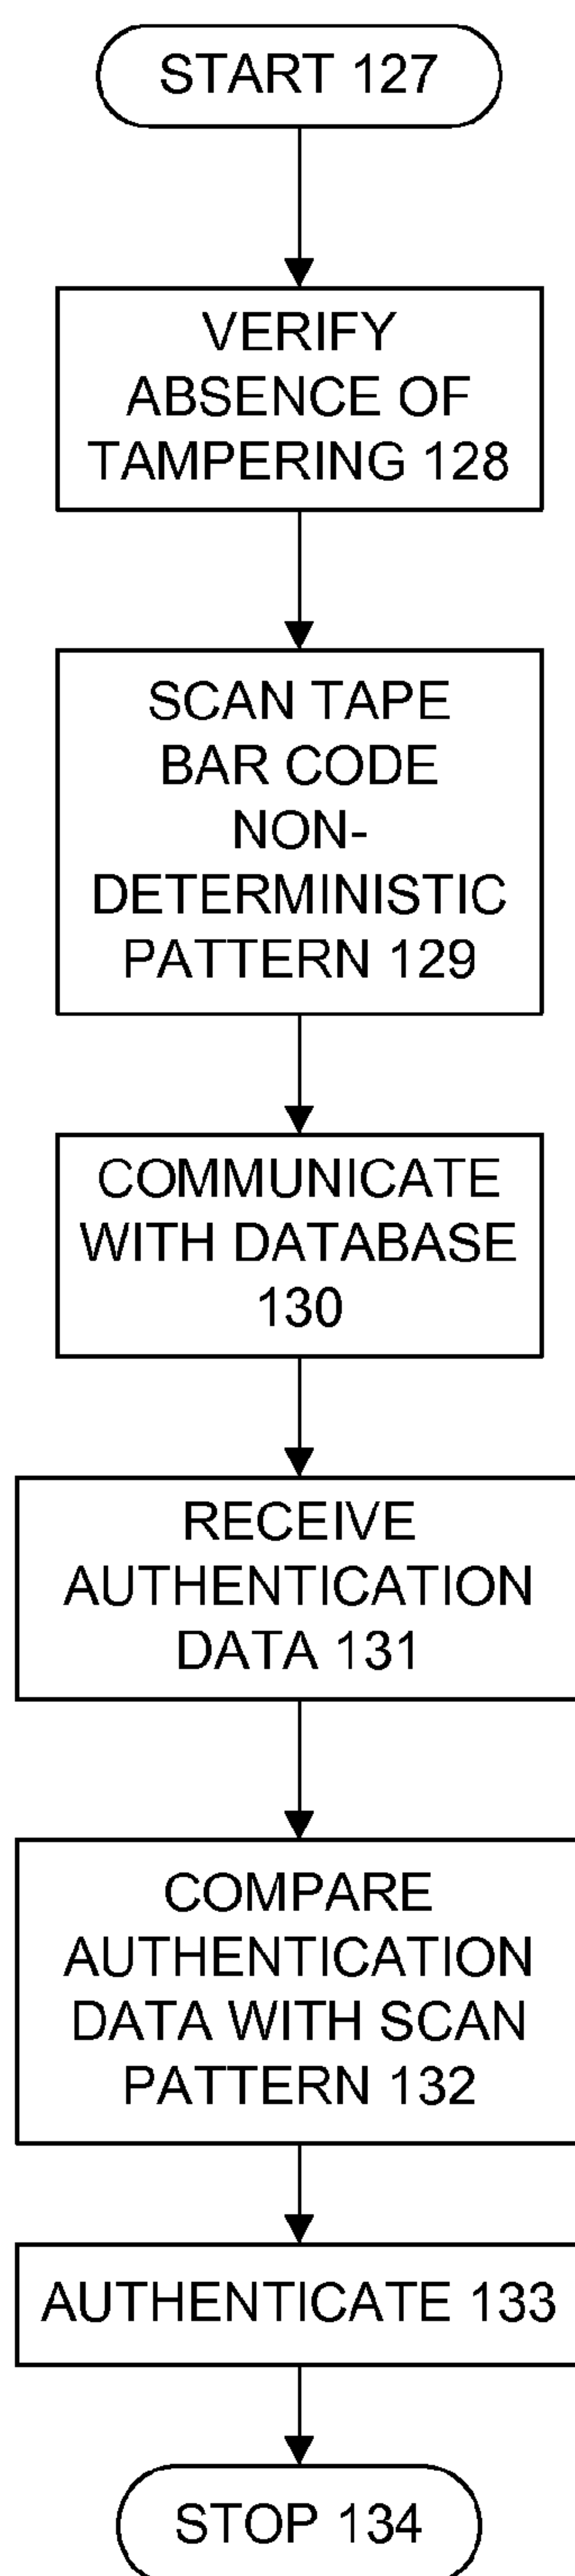 START 127
VERIFY
ABSENCE OF
TAMPERING 128
SCAN TAPE
BAR CODE
NON-
DETERMINISTIC
PATTERN 129
COMMUNICATE
WITH DATABASE
130
RECEIVE
AUTHENTICATION
DATA 131
COMPARE
AUTHENTICATION
DATA WITH SCAN
PATTERN 132
AUTHENTICATE 133
STOP 134